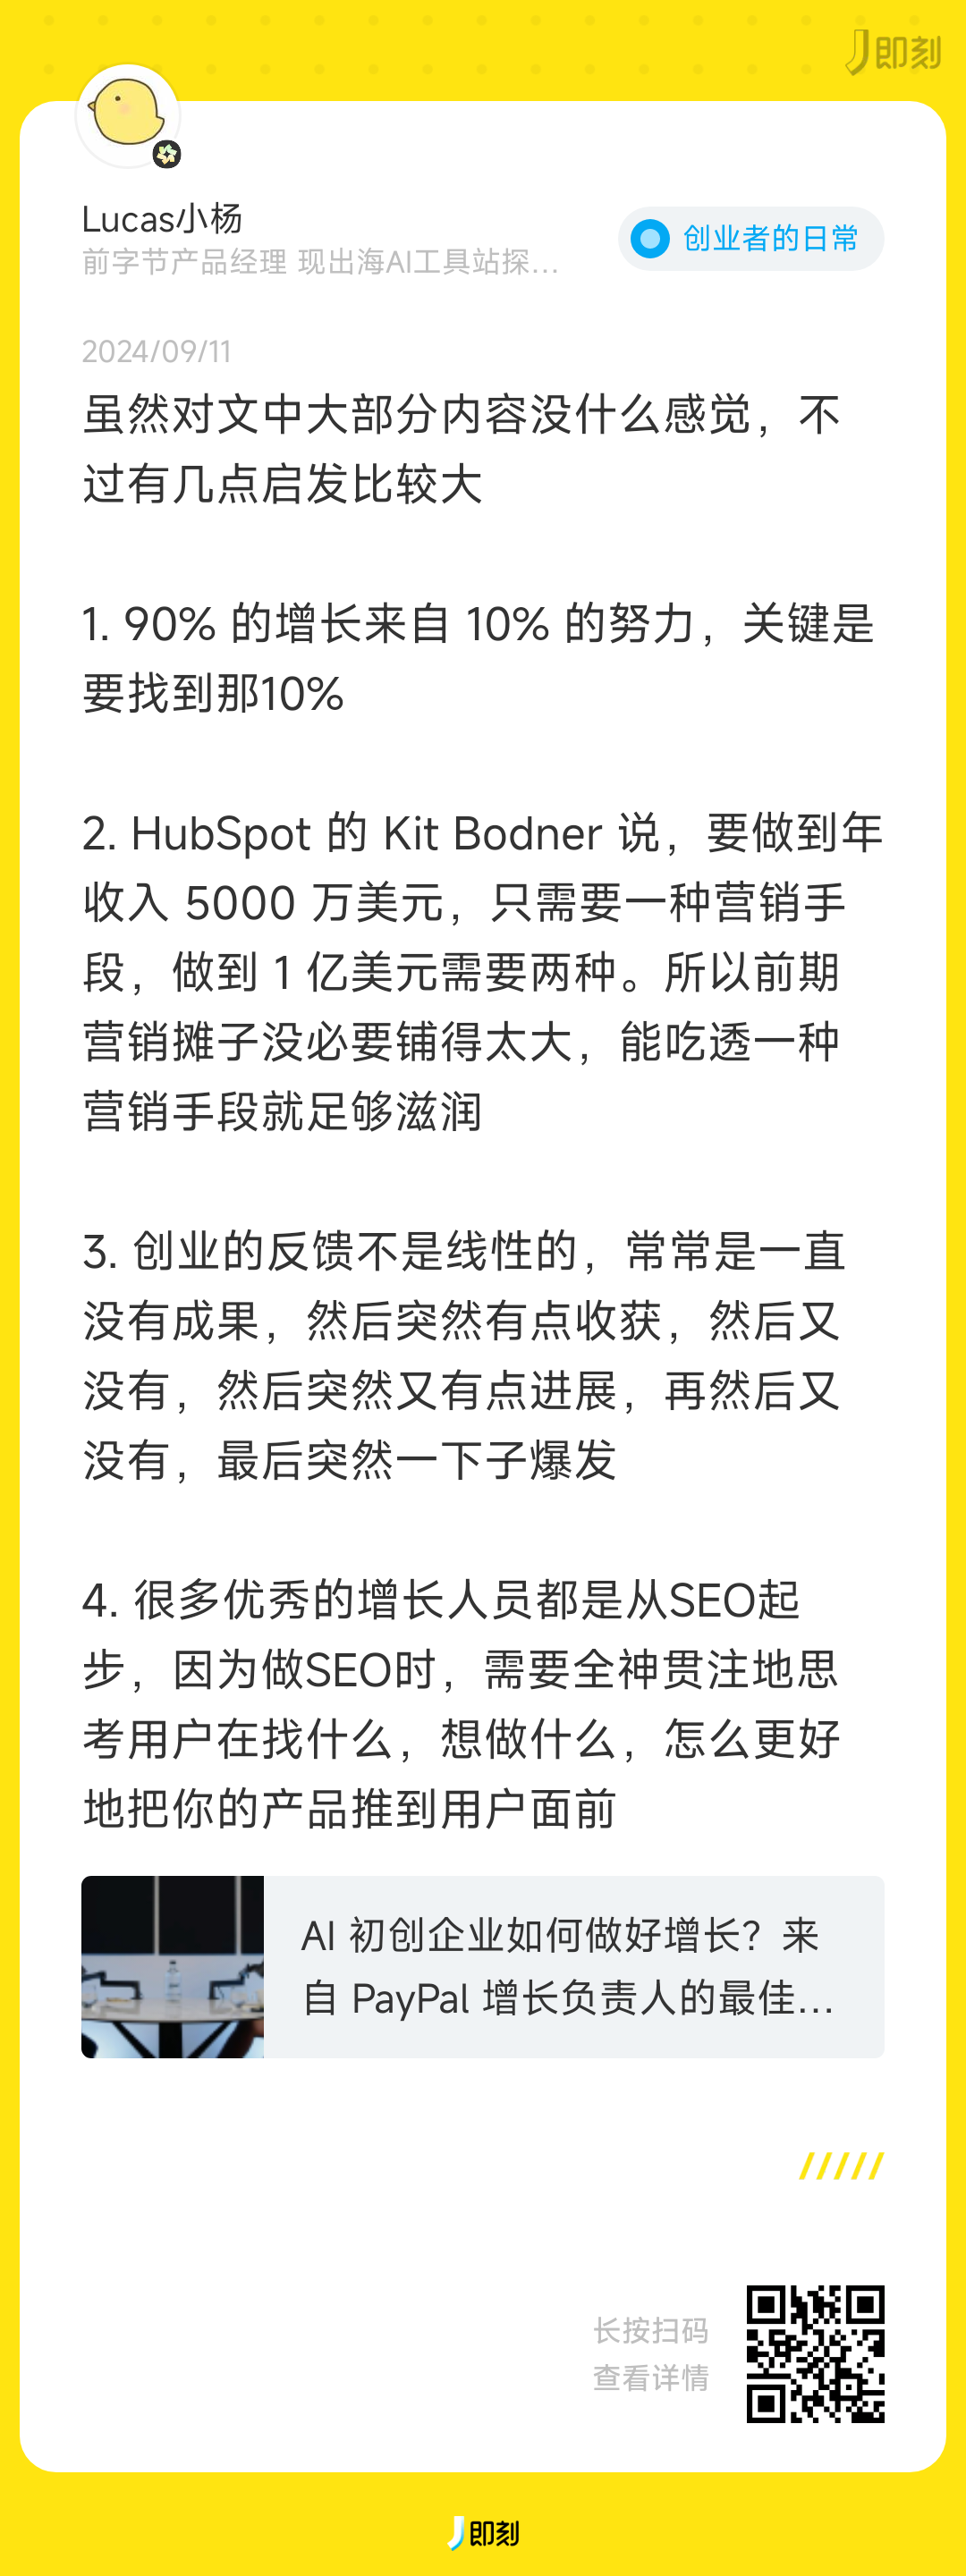 即刻
Lucas小杨
前字节产品经理 现出海AI工具站探...
创业者的日常
2024/09/11
虽然对文中大部分内容没什么感觉，不
过有几点启发比较大
1. 90% 的增长来自 10% 的努力，关键是
要找到那10%
2. HubSpot 的 Kit Bodner 说，要做到年
收入 5000 万美元，只需要一种营销手
段，做到 1 亿美元需要两种。所以前期
营销摊子没必要铺得太大，能吃透一种
营销手段就足够滋润
3. 创业的反馈不是线性的，常常是一直
没有成果，然后突然有点收获，然后又
没有，然后突然又有点进展，再然后又
没有，最后突然一下子爆发
4. 很多优秀的增长人员都是从SEO起
步，因为做SEO时，需要全神贯注地思
考用户在找什么，想做什么，怎么更好
地把你的产品推到用户面前
AI 初创企业如何做好增长？来
自 PayPal 增长负责人的最佳...
长按扫码
查看详情
即刻